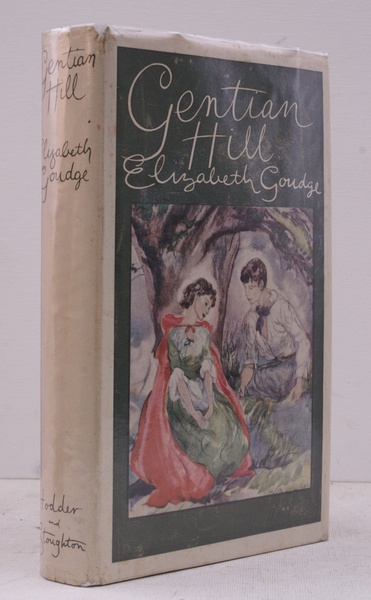 Gentian
Hill
Elizabeth
Goudge
Hodder
and
Stoughton
Gentian
Hill
Elizabeth Goudge